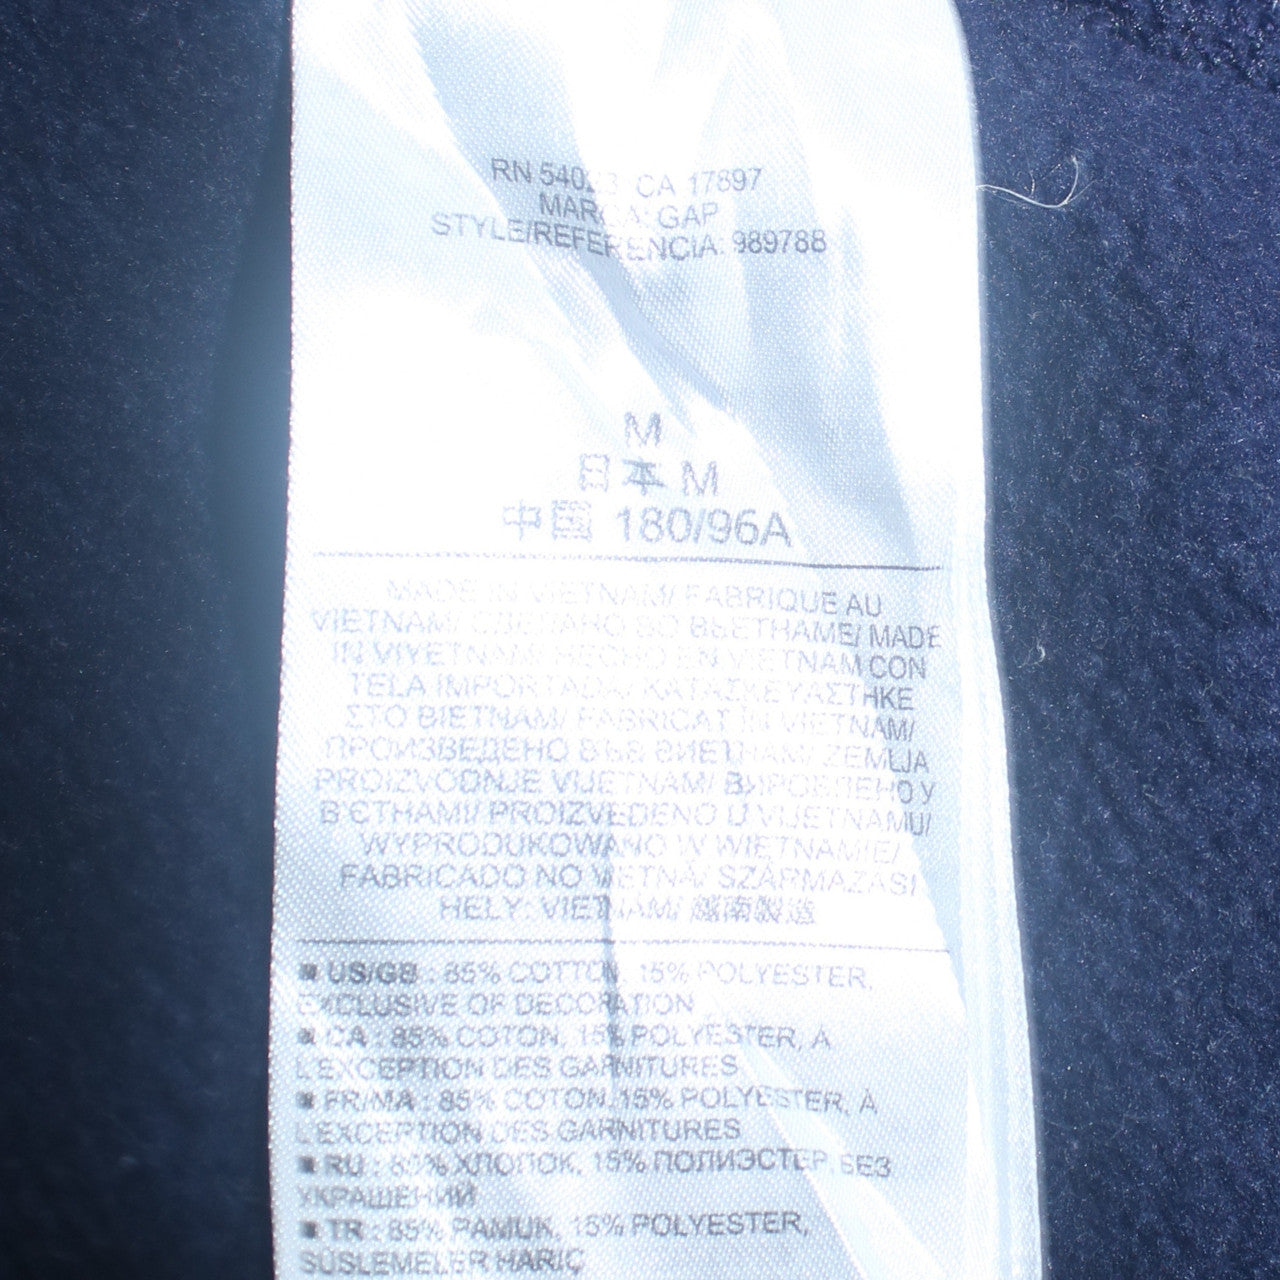 RN 54023 CA 17897
MARCA: GAP
STYLE/REFERENCIA: 989788
M
日本 M
中国 180/96A
MADE IN VIETNAM/ FABRIQUE AU
VIETNAM/ СДЕЛАНО ВО ВЬЕТНАМЕ/ MADE
IN VIYETNAM/ HECHO EN VIETNAM CON
TELA IMPORTADA/ ΚΑΤΑΣΚΕΥΑΣΤΗΚΕ
ΣΤΟ ΒΙΕΤΝΑΜ/ FABRICAT ÎN VIETNAM/
ПРОИЗВЕДЕНО ВЪВ ВИЕТНАМ/ ZEMLJA
PROIZVODNJE VIJETNAM/ ВИРОБЛЕНО У
В'ЄТНАМІ/ PROIZVEDENO U VIJETNAMU/
WYPRODUKOWANO W WIETNAMIE/
FABRICADO NO VIETNÃ/ SZÁRMAZÁSI
HELY: VIETNAM/ 越南製造
■ US/GB : 85% COTTON, 15% POLYESTER,
EXCLUSIVE OF DECORATION
■ CA : 85% COTON, 15% POLYESTER, À
L'EXCEPTION DES GARNITURES
■ FR/MA : 85% COTON, 15% POLYESTER, À
L'EXCEPTION DES GARNITURES
■ RU : 85% ХЛОПОК, 15% ПОЛИЭСТЕР, БЕЗ
УКРАШЕНИЙ
■ TR : 85% PAMUK, 15% POLYESTER,
SÜSLEMELER HARİÇ